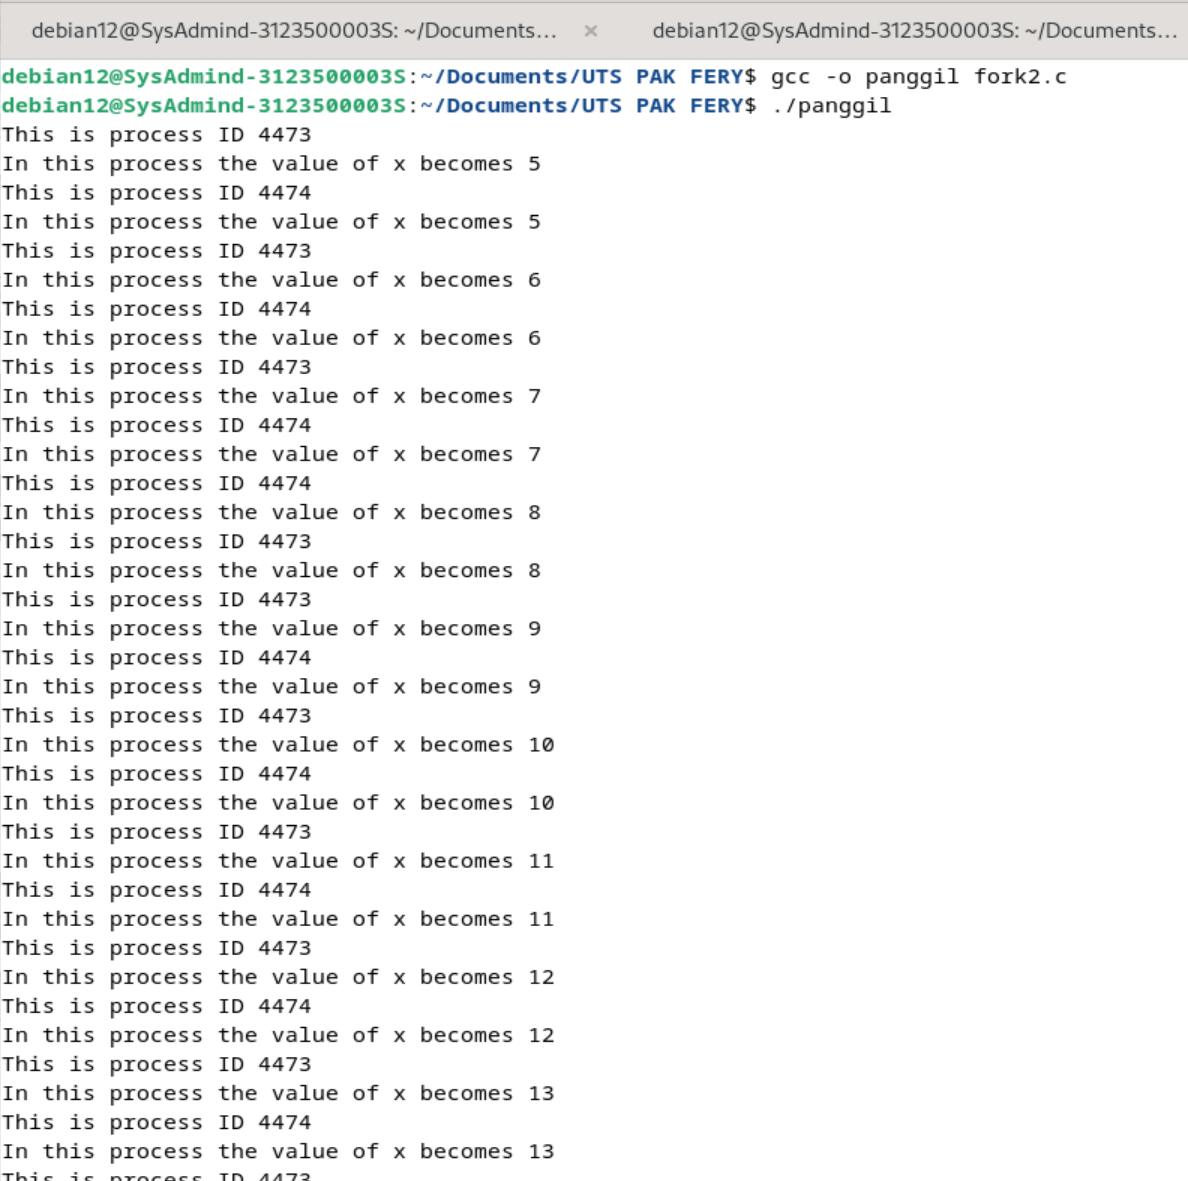 debian12@SysAdmind-3123500003S: ~/Documents... × debian12@SysAdmind-3123500003S: ~/Documents...
debian12@SysAdmind-3123500003S:~/Documents/UTS PAK FERY$ gcc -o panggil fork2.c
debian12@SysAdmind-3123500003S:~/Documents/UTS PAK FERY$ ./panggil
This is process ID 4473
In this process the value of x becomes 5
This is process ID 4474
In this process the value of x becomes 5
This is process ID 4473
In this process the value of x becomes 6
This is process ID 4474
In this process the value of x becomes 6
This is process ID 4473
In this process the value of x becomes 7
This is process ID 4474
In this process the value of x becomes 7
This is process ID 4474
In this process the value of x becomes 8
This is process ID 4473
In this process the value of x becomes 8
This is process ID 4473
In this process the value of x becomes 9
This is process ID 4474
In this process the value of x becomes 9
This is process ID 4473
In this process the value of x becomes 10
This is process ID 4474
In this process the value of x becomes 10
This is process ID 4473
In this process the value of x becomes 11
This is process ID 4474
In this process the value of x becomes 11
This is process ID 4473
In this process the value of x becomes 12
This is process ID 4474
In this process the value of x becomes 12
This is process ID 4473
In this process the value of x becomes 13
This is process ID 4474
In this process the value of x becomes 13
This is process ID 4473